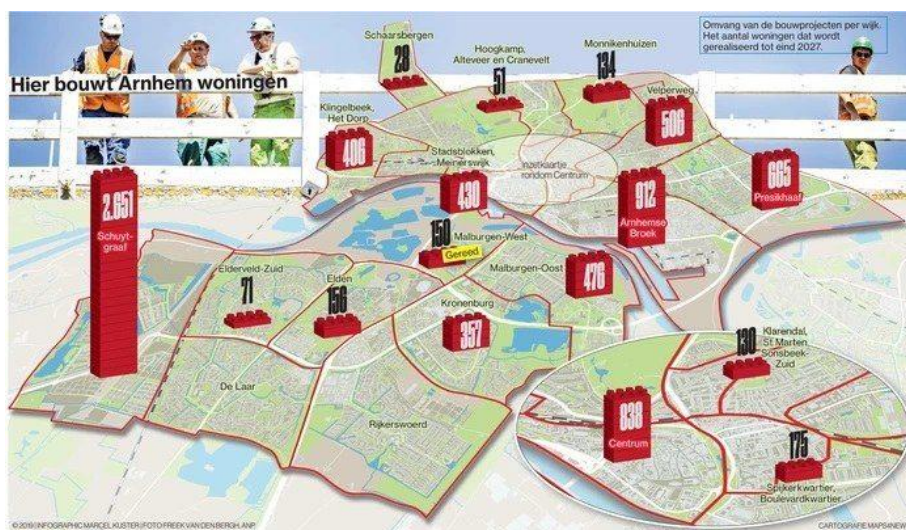 Omvang van de bouwprojecten per wijk.
Het aantal woningen dat wordt
gerealiseerd tot eind 2027.
Hier bouwt Arnhem woningen
Schaarsbergen
28
Hoogkamp,
Alteveer en Cranevelt
51
Monnikenhuizen
134
Velperweg
506
Klingelbeek,
Het Dorp
406
Stadsblokken,
Meinerswijk
430
Inzetkaartje
rondom Centrum
912
Arnhemse
Broek
665
Presikhaaf
2.651
Schuyt-
graaf
150
Malburgen-West
Gereed
Elderveld-Zuid
71
Elden
156
Malburgen-Oost
476
Kronenburg
357
De Laar
Rijkerswoerd
Klarendal,
St Marten,
Sonsbeek-
Zuid
130
838
Centrum
175
Spijkerkwartier,
Boulevardkwartier
© 2019 | INFOGRAPHIC MARCEL KUSTER | FOTO FREEK VAN DEN BERGH, ANP
CARTOGRAFIE MAPS4NEWS